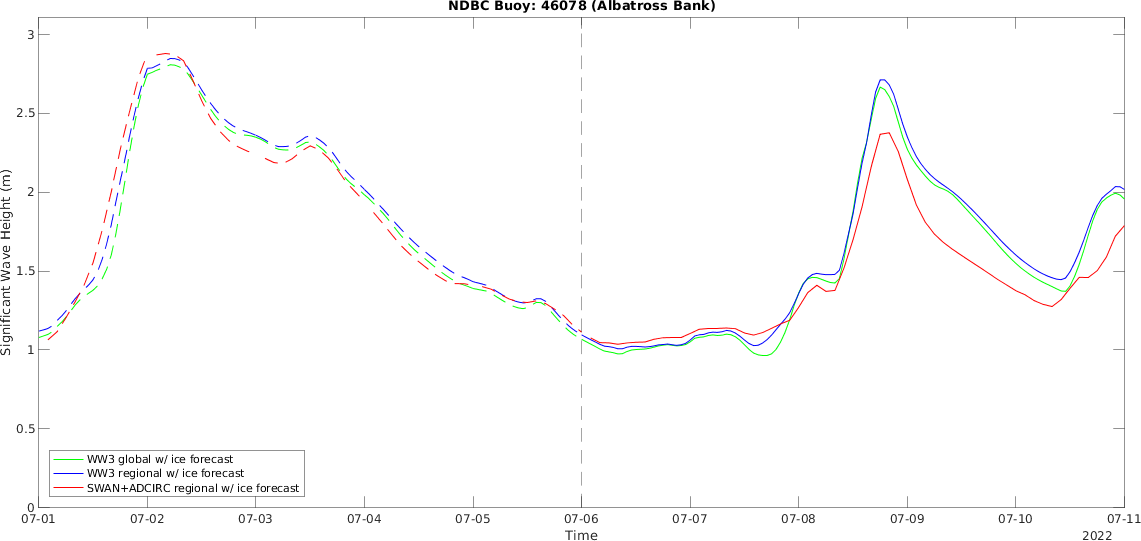 NDBC Buoy: 46078 (Albatross Bank)
Significant Wave Height (m)
3
2.5
2
1.5
1
0.5
0
WW3 global w/ ice forecast
WW3 regional w/ ice forecast
SWAN+ADCIRC regional w/ ice forecast
07-01 07-02 07-03 07-04 07-05 07-06 07-07 07-08 07-09 07-10 07-11
Time
2022